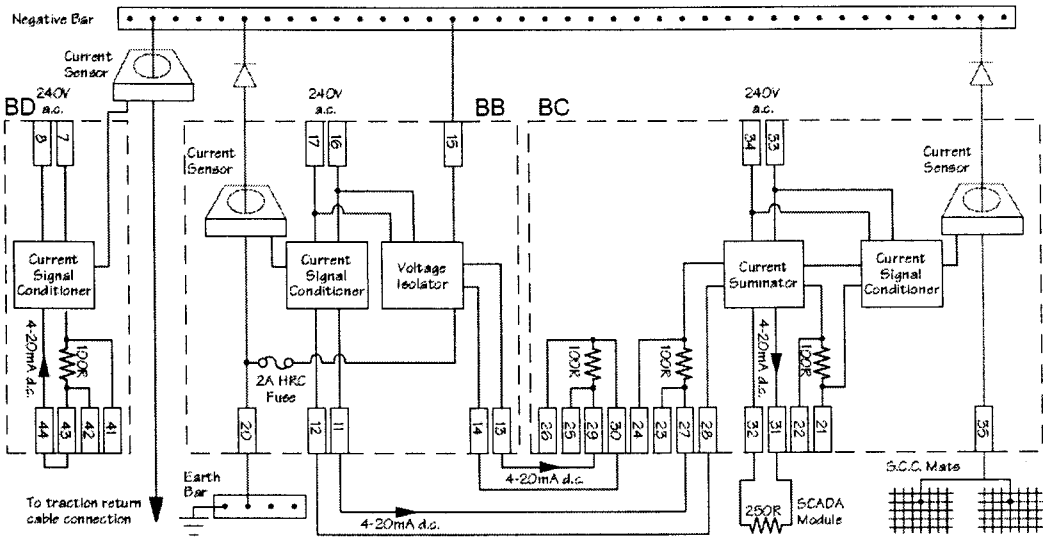 Negative Bar
Current
Sensor
240V
a.c.
BD
8
7
Current
Signal
Conditioner
4-20mA d.c.
100R
44
43
42
41
To traction return
cable connection
240V
a.c.
BB
17
16
15
Current
Sensor
Current
Signal
Conditioner
Voltage
Isolator
2A HRC
Fuse
20
12
11
14
13
Earth
Bar
4-20mA d.c.
4-20mA d.c.
BC
240V
a.c.
34
33
Current
Sensor
Current
Summator
Current
Signal
Conditioner
100R
100R
4-20mA d.c.
100R
26
25
29
30
24
23
27
28
32
31
22
21
35
250R
SCADA
Module
S.C.C. Mats